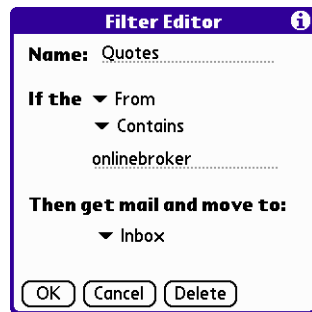 Filter Editor
Name: Quotes
If the From
Contains
onlinebroker
Then get mail and move to:
Inbox
OK Cancel Delete